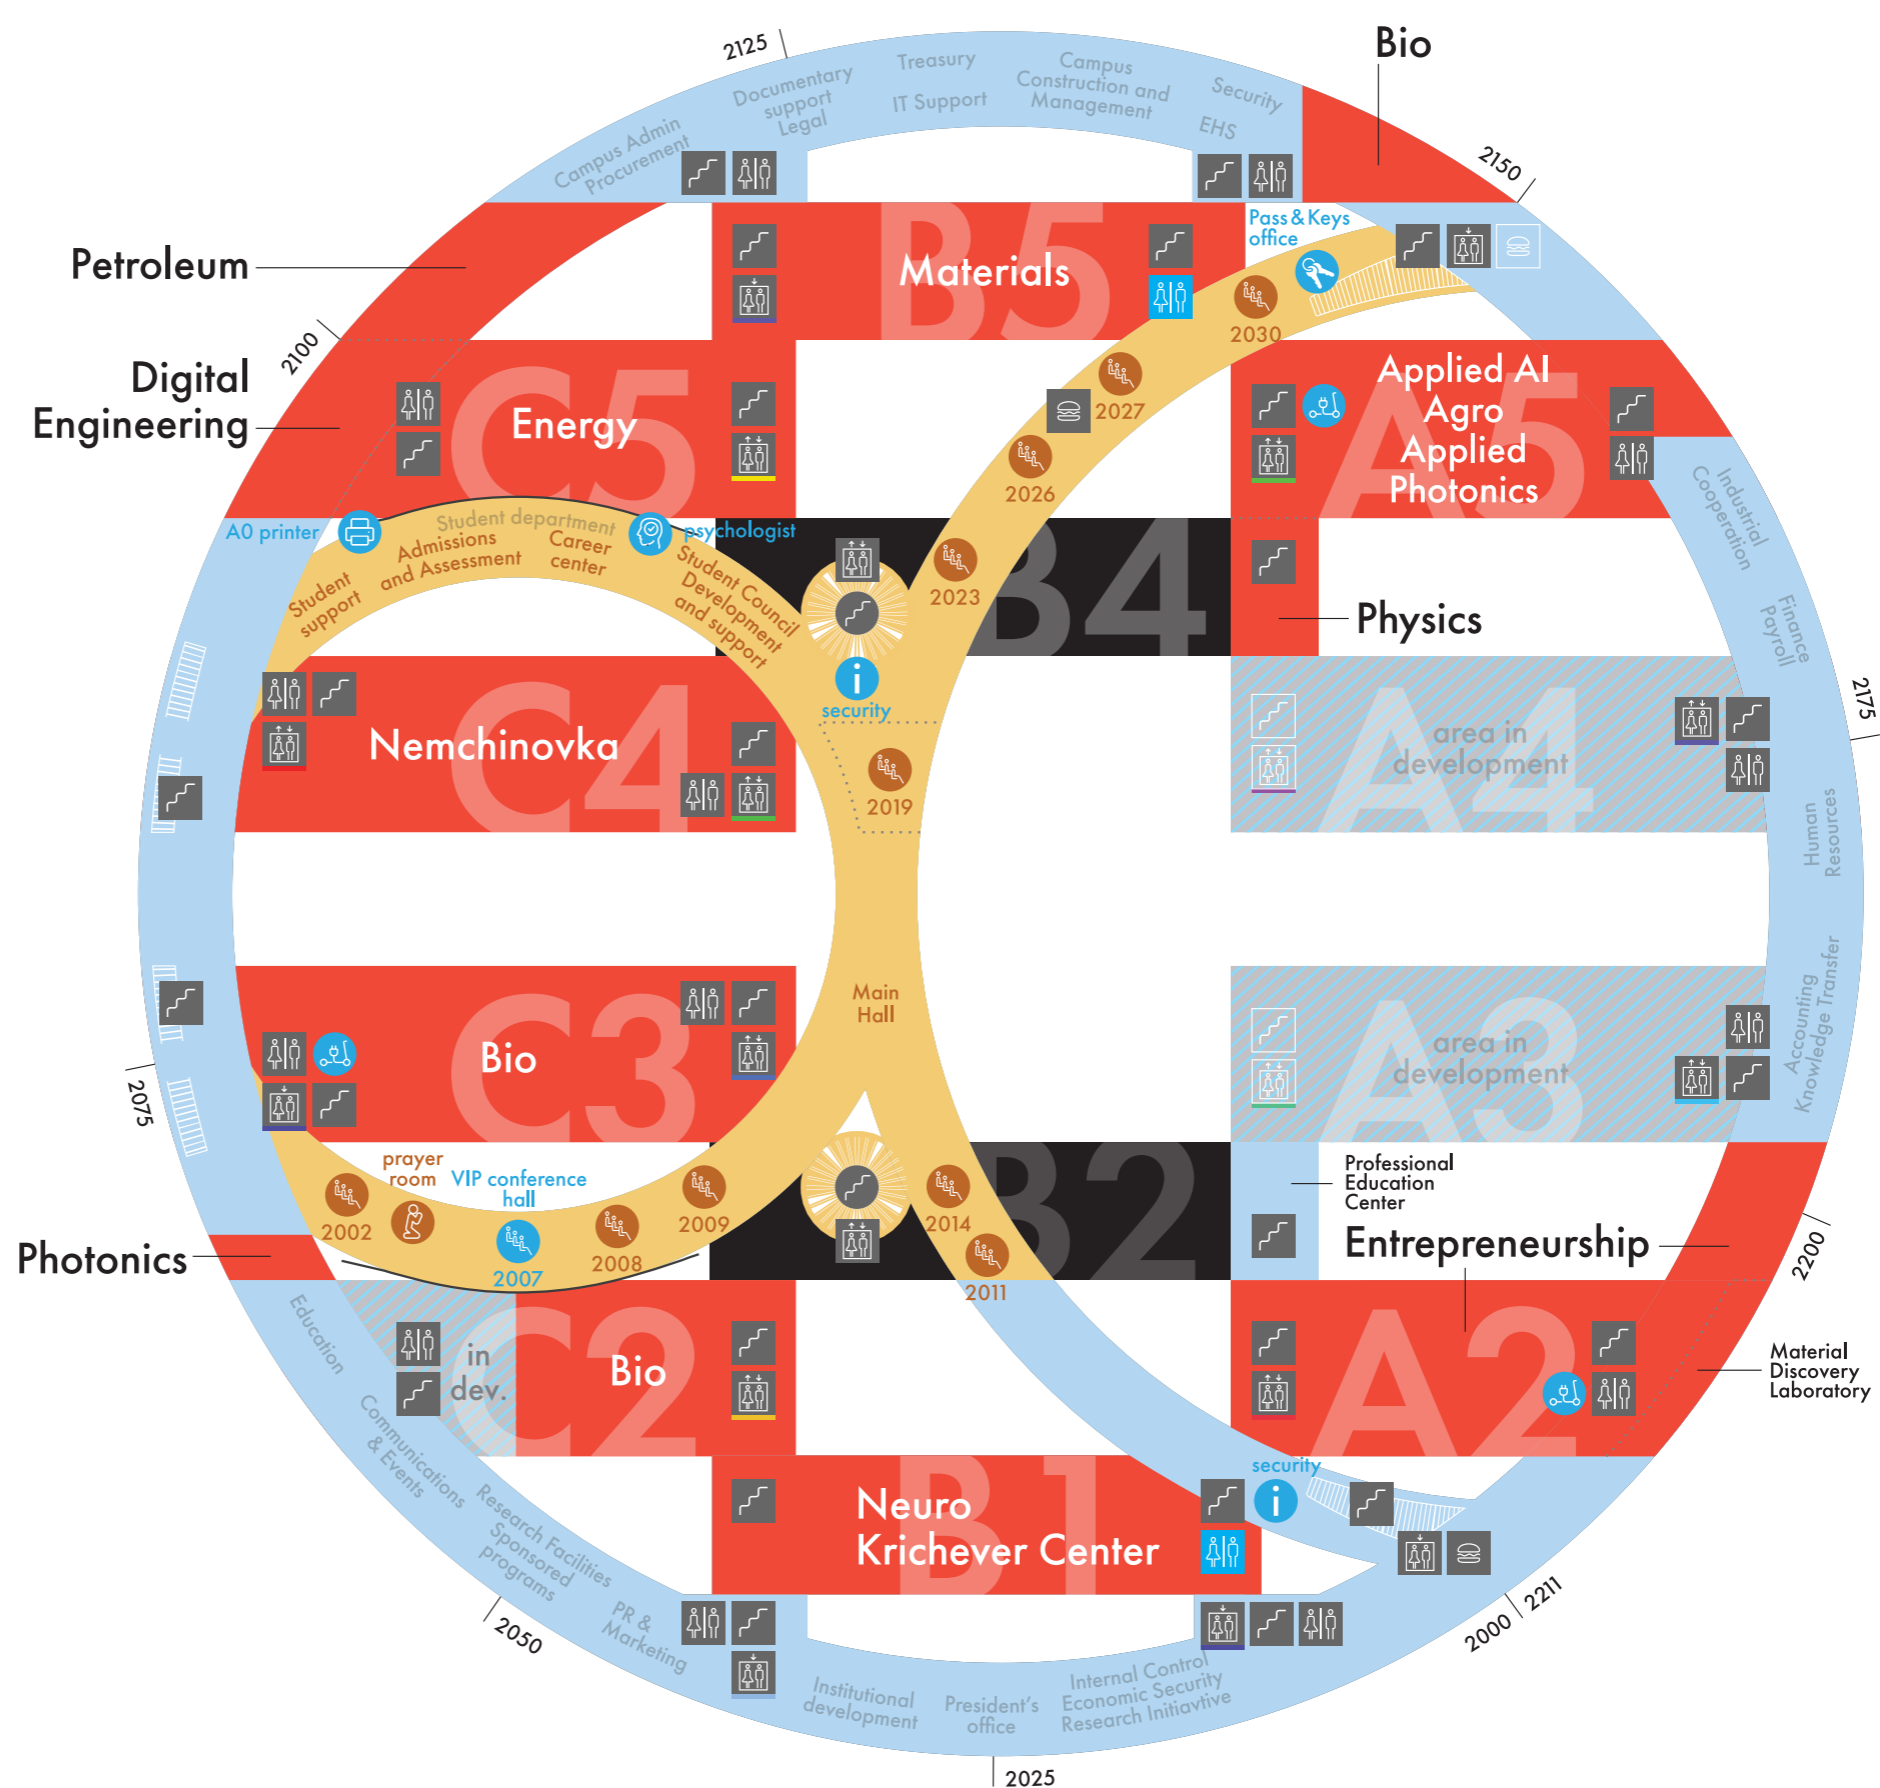 2125
Documentary
support
Legal
Treasury
IT Support
Campus
Construction and
Management
Security
EHS
Bio
2150
Campus Admin
Procurement
Petroleum
B5
Materials
Pass & Keys
office
2030
2100
Digital
Engineering
C5
Energy
2027
2026
A5
Applied AI
Agro
Applied
Photonics
Industrial
Cooperation
A0 printer
Student department
psychologist
Student
support
Admissions
and Assessment
Career
center
Student Council
Development
and support
B4
2023
Physics
Finance
Payroll
i
security
2019
C4
Nemchinovka
A4
area in
development
2175
Human
Resources
Main
Hall
C3
Bio
A3
area in
development
Accounting
Knowledge Transfer
2075
2002
prayer
room
VIP conference
hall
2007
2008
2009
B2
2014
2011
Professional
Education
Center
Entrepreneurship
2200
Photonics
Education
C2
in
dev.
Bio
A2
Material
Discovery
Laboratory
Communications
& Events
Research Facilities
Sponsored
programs
B1
Neuro
Krichever Center
security
i
2050
PR &
Marketing
Institutional
development
President's
office
Internal Control
Economic Security
Research Initiavtive
2000
2211
2025